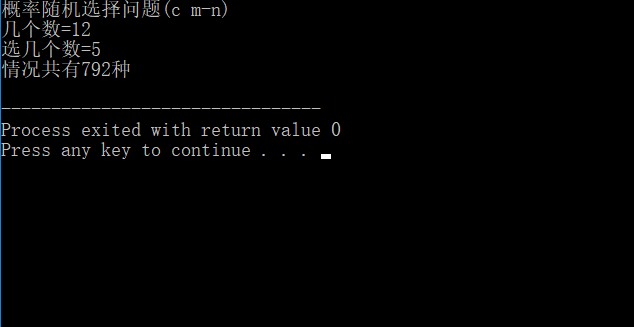 概率随机选择问题(c m-n)
几个数=12
选几个数=5
情况共有792种
--------------------------------
Process exited with return value 0
Press any key to continue . . .